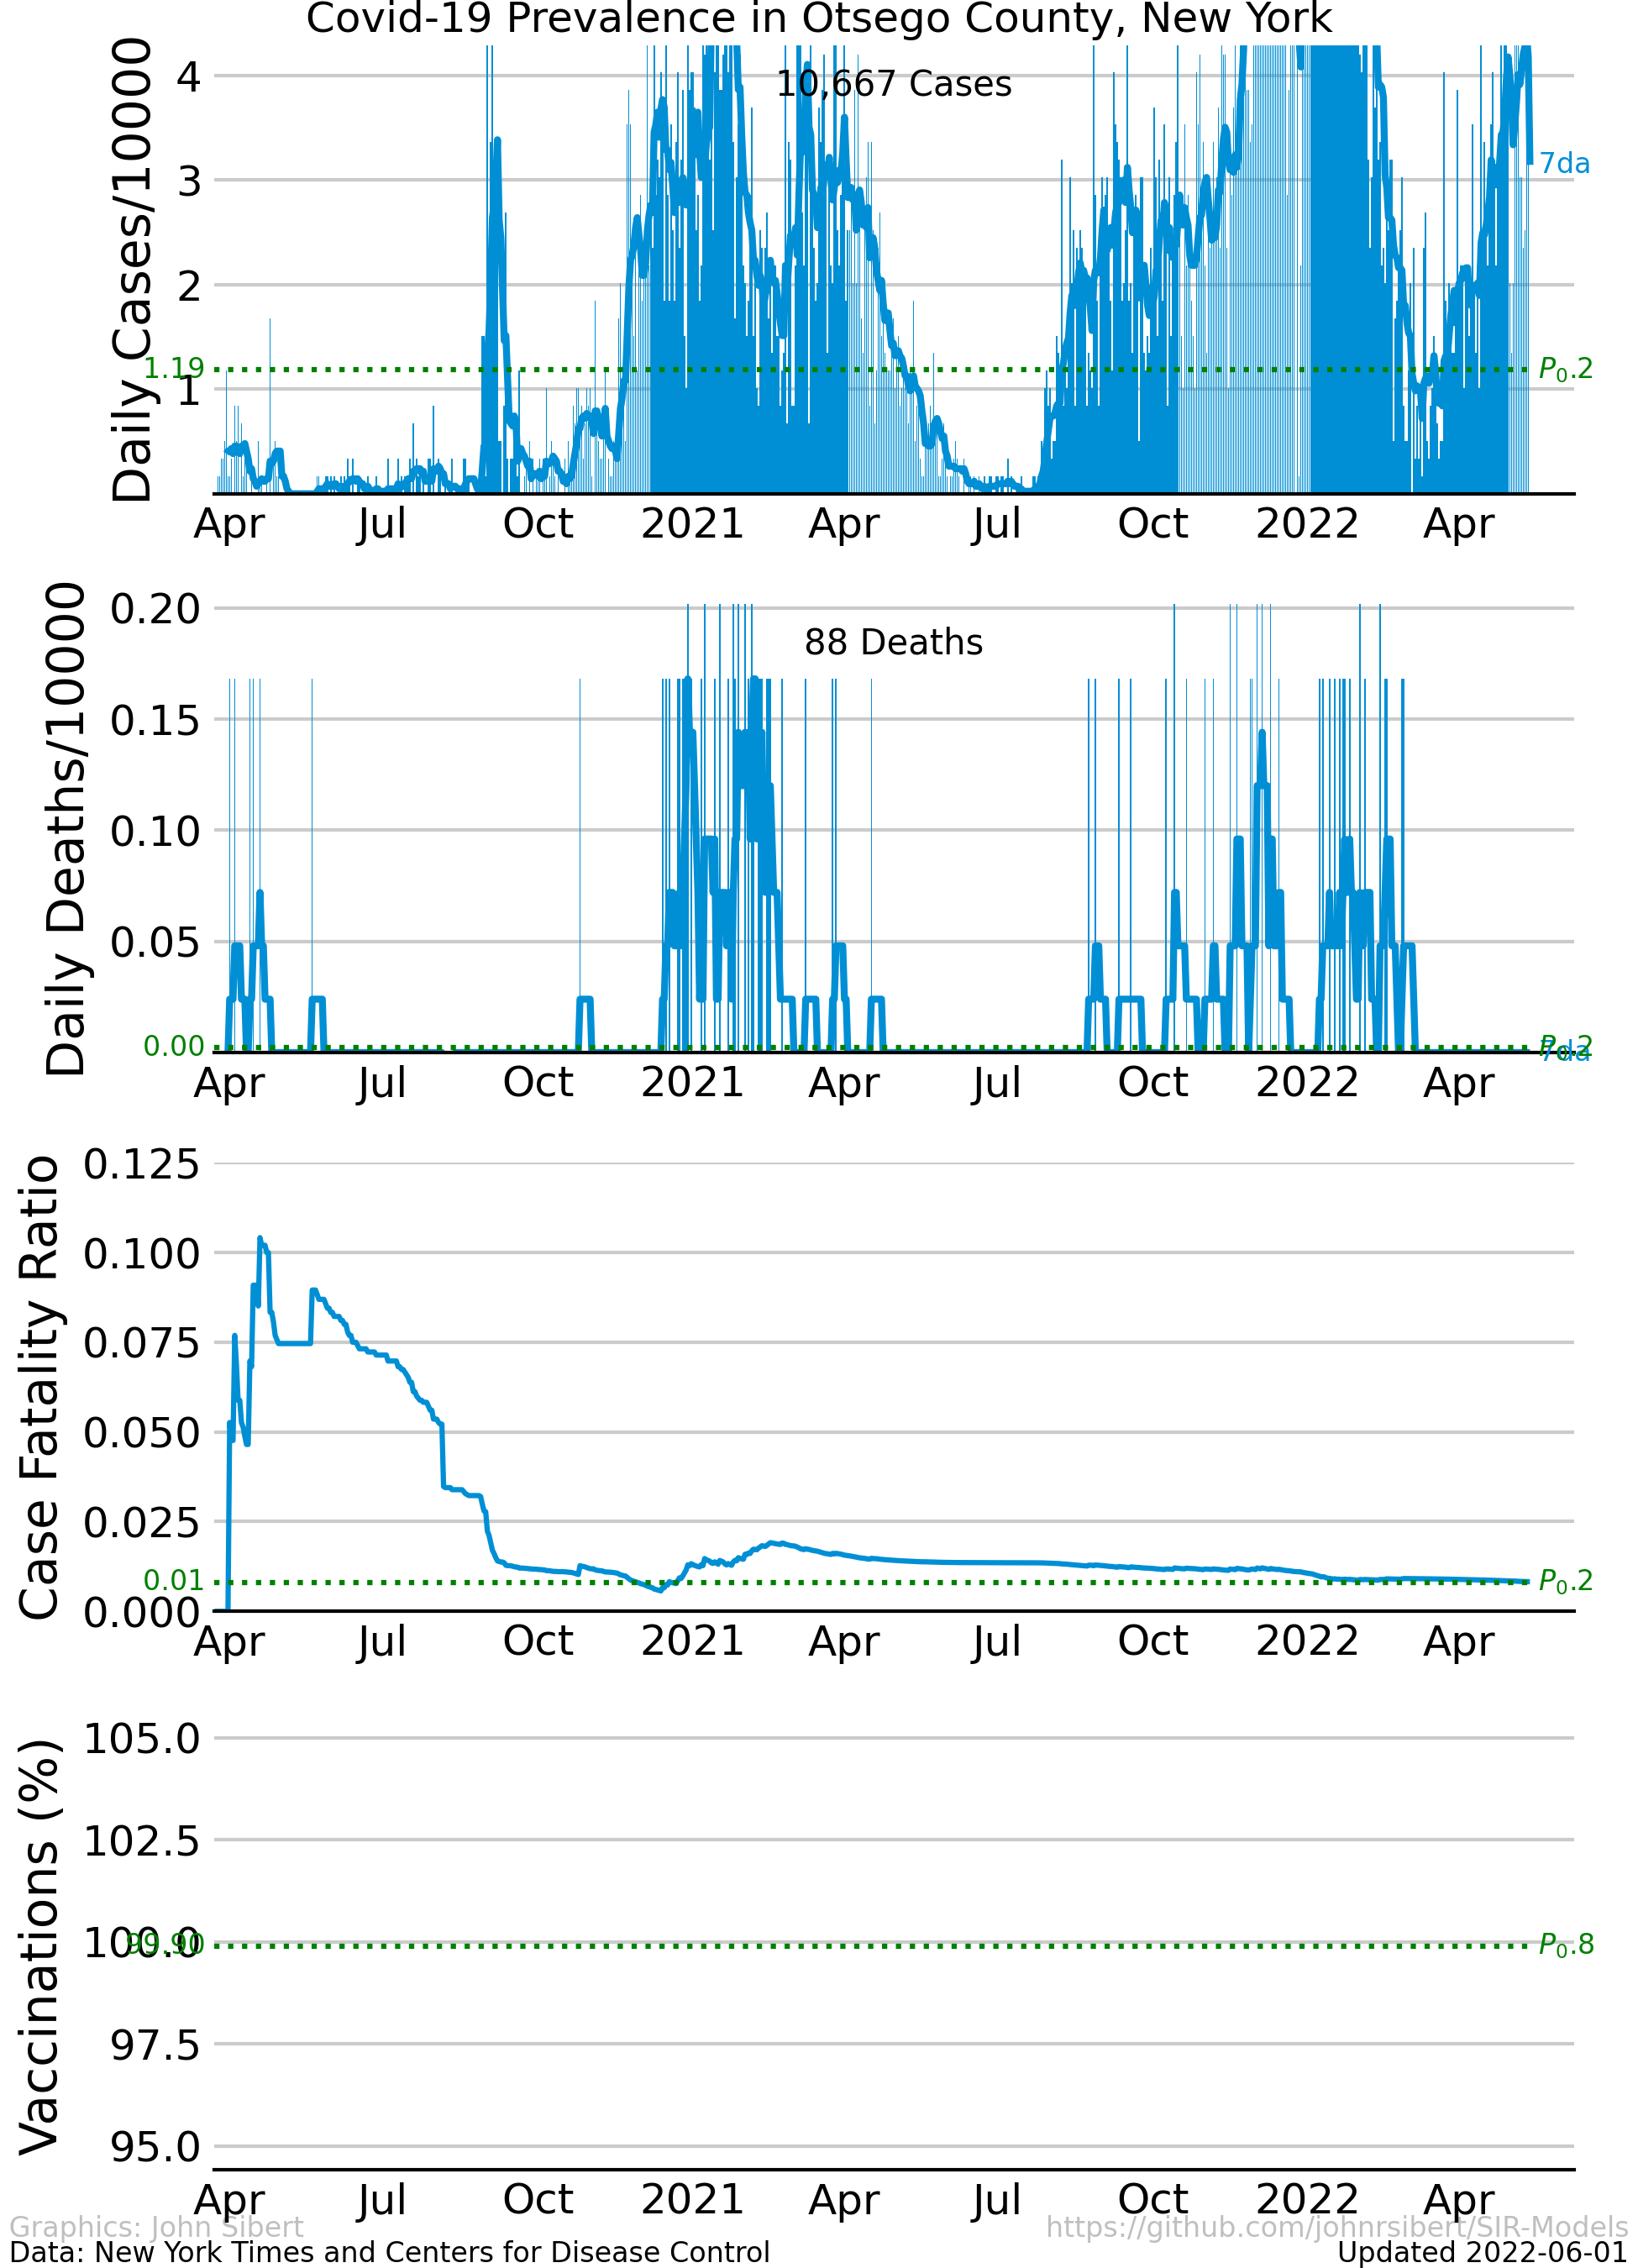 Covid-19 Prevalence in Otsego County, New York
Daily Cases/10000
4
3
2
1
1.19
10,667 Cases
7da
P0.2
Apr Jul Oct 2021 Apr Jul Oct 2022 Apr
Daily Deaths/10000
0.20
0.15
0.10
0.05
0.00
88 Deaths
P0.2
7da
Apr Jul Oct 2021 Apr Jul Oct 2022 Apr
Case Fatality Ratio
0.125
0.100
0.075
0.050
0.025
0.01
0.000
P0.2
Apr Jul Oct 2021 Apr Jul Oct 2022 Apr
Vaccinations (%)
105.0
102.5
100.0
99.90
97.5
95.0
P0.8
Apr Jul Oct 2021 Apr Jul Oct 2022 Apr
Graphics: John Sibert
https://github.com/johnrsibert/SIR-Models
Data: New York Times and Centers for Disease Control
Updated 2022-06-01